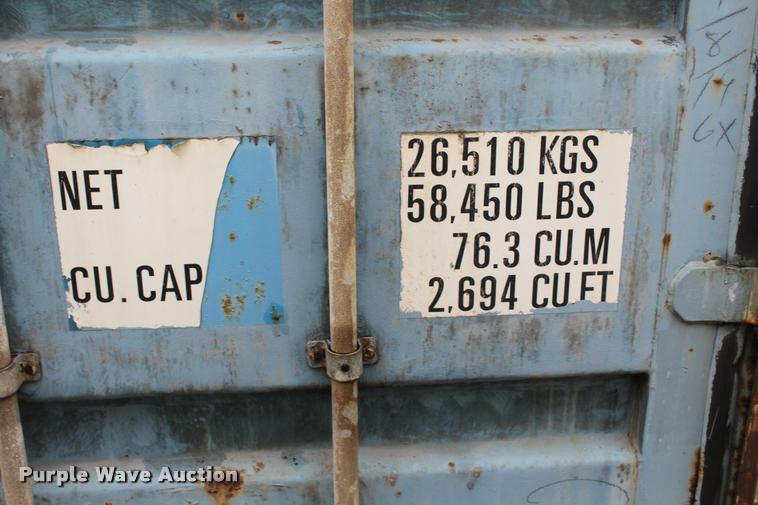 NET
CU. CAP
26,510 KGS
58,450 LBS
76.3 CU.M
2,694 CU FT
GX
Purple Wave Auction